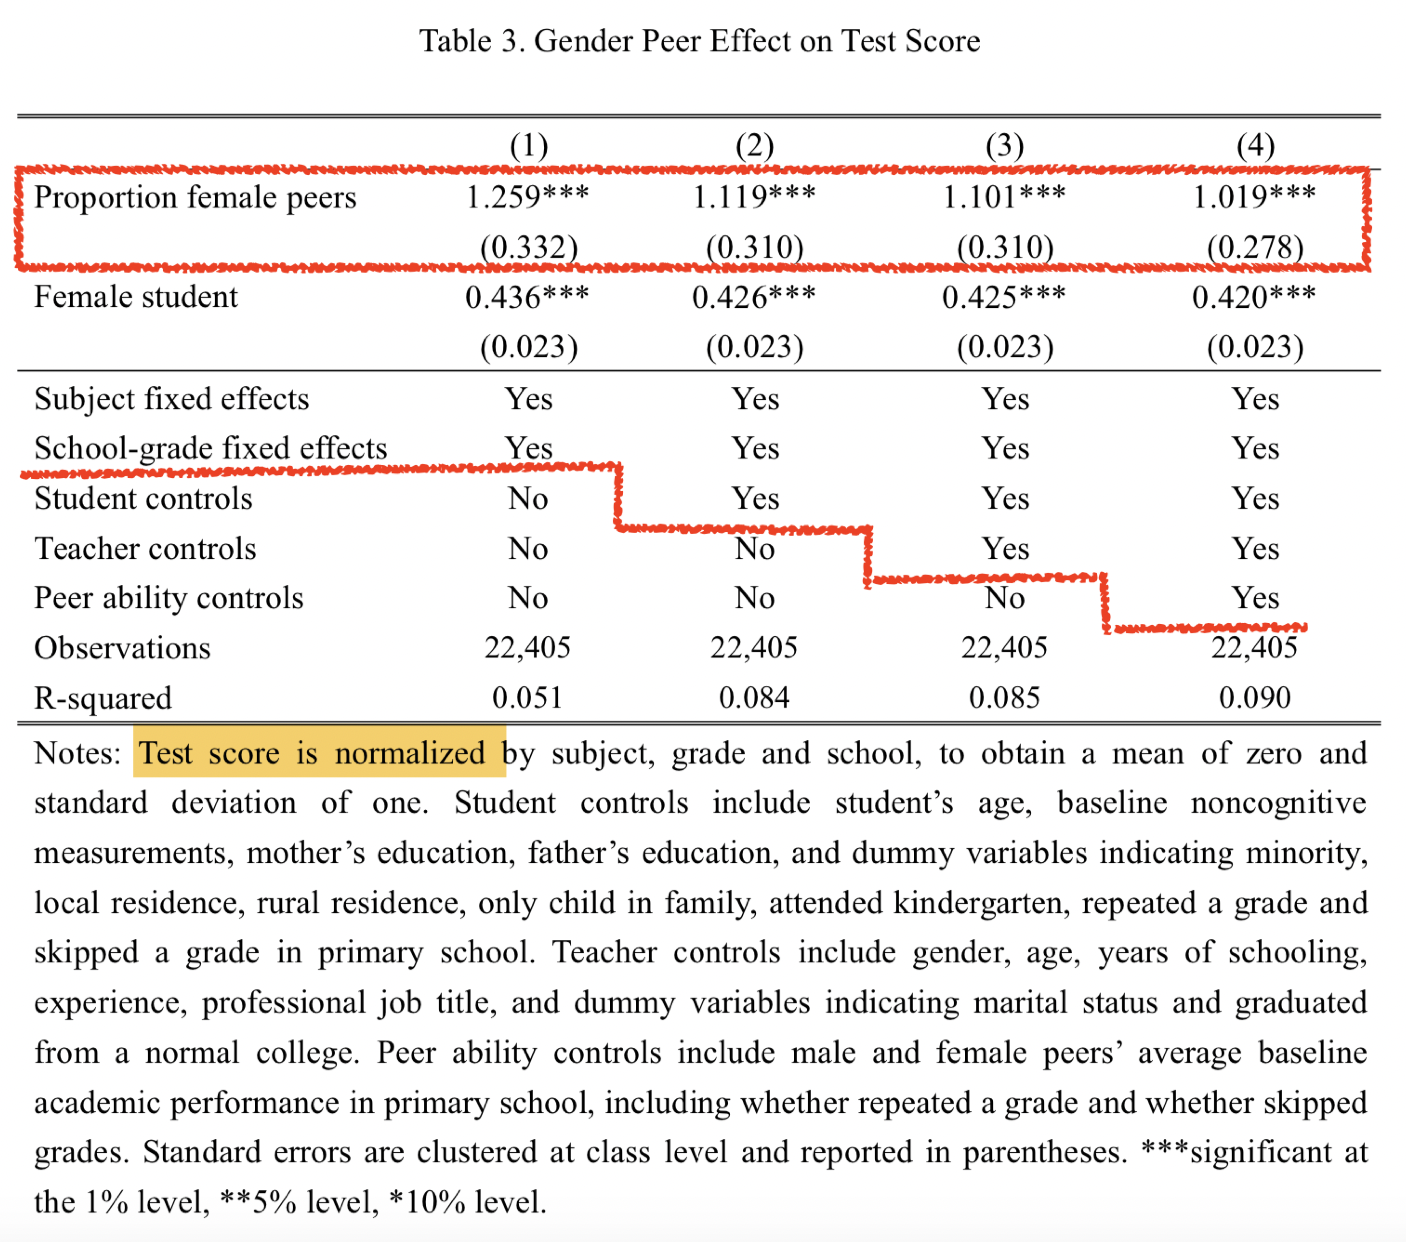 Table 3. Gender Peer Effect on Test Score
(1) (2) (3) (4)
Proportion female peers 1.259*** 1.119*** 1.101*** 1.019***
(0.332) (0.310) (0.310) (0.278)
Female student 0.436*** 0.426*** 0.425*** 0.420***
(0.023) (0.023) (0.023) (0.023)
Subject fixed effects Yes Yes Yes Yes
School-grade fixed effects Yes Yes Yes Yes
Student controls No Yes Yes Yes
Teacher controls No No Yes Yes
Peer ability controls No No No Yes
Observations 22,405 22,405 22,405 22,405
R-squared 0.051 0.084 0.085 0.090
Notes: Test score is normalized by subject, grade and school, to obtain a mean of zero and
standard deviation of one. Student controls include student’s age, baseline noncognitive
measurements, mother’s education, father’s education, and dummy variables indicating minority,
local residence, rural residence, only child in family, attended kindergarten, repeated a grade and
skipped a grade in primary school. Teacher controls include gender, age, years of schooling,
experience, professional job title, and dummy variables indicating marital status and graduated
from a normal college. Peer ability controls include male and female peers’ average baseline
academic performance in primary school, including whether repeated a grade and whether skipped
grades. Standard errors are clustered at class level and reported in parentheses. ***significant at
the 1% level, **5% level, *10% level.